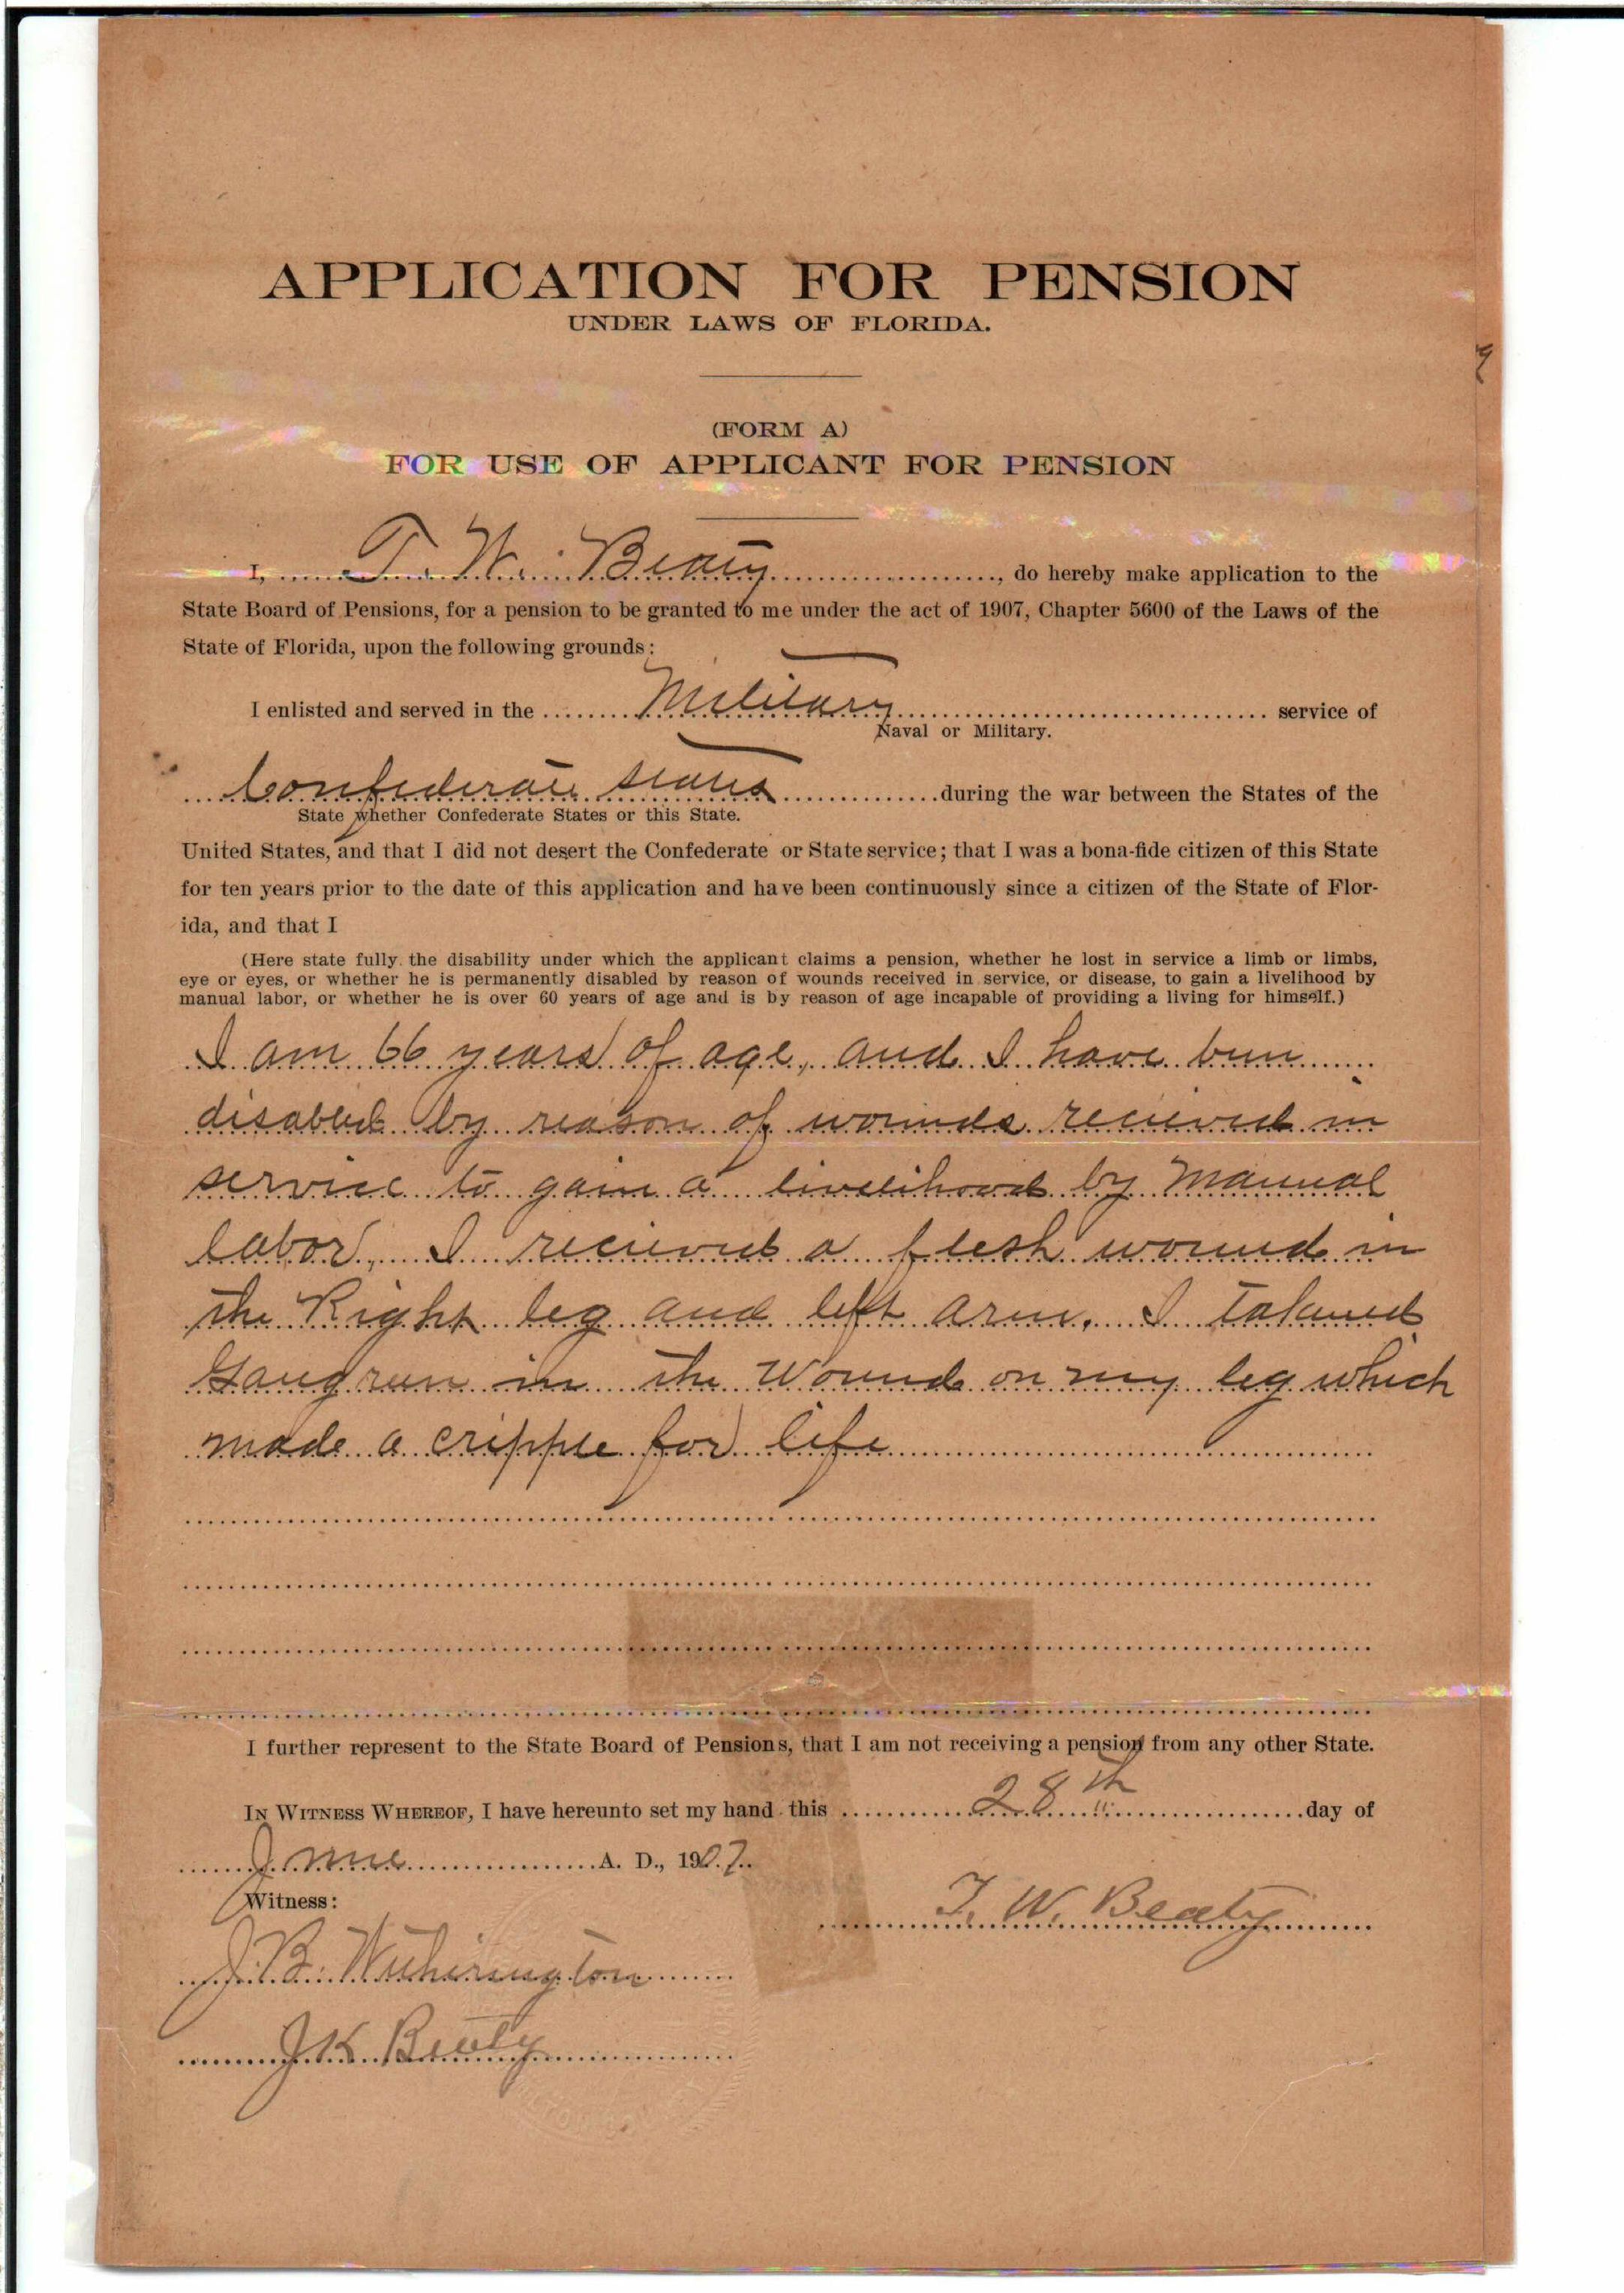 APPLICATION FOR PENSION
UNDER LAWS OF FLORIDA.
(FORM A)
FOR USE OF APPLICANT FOR PENSION
I, T. W. Beaty, do hereby make application to the
State Board of Pensions, for a pension to be granted to me under the act of 1907, Chapter 5600 of the Laws of the
State of Florida, upon the following grounds:
I enlisted and served in the Military service of
Naval or Military.
Confederate states during the war between the States of the
State whether Confederate States or this State.
United States, and that I did not desert the Confederate or State service; that I was a bona-fide citizen of this State
for ten years prior to the date of this application and have been continuously since a citizen of the State of Flor-
ida, and that I
(Here state fully the disability under which the applicant claims a pension, whether he lost in service a limb or limbs,
eye or eyes, or whether he is permanently disabled by reason of wounds received in service, or disease, to gain a livelihood by
manual labor, or whether he is over 60 years of age and is by reason of age incapable of providing a living for himself.)
I am 66 years of age, and I have been
disabled by reason of wounds recieved in
service to gain a livelihood by manual
labor, I recieved a flesh wound in
the Right leg and left arm. I
Gangreen in the Wound on my leg which
made a cripple for life
I further represent to the State Board of Pensions, that I am not receiving a pension from any other State.
IN WITNESS WHEREOF, I have hereunto set my hand this 28th day of
June A. D., 1907.
Witness:
T. W. Beaty
J. B. Witherington
J K Beaty